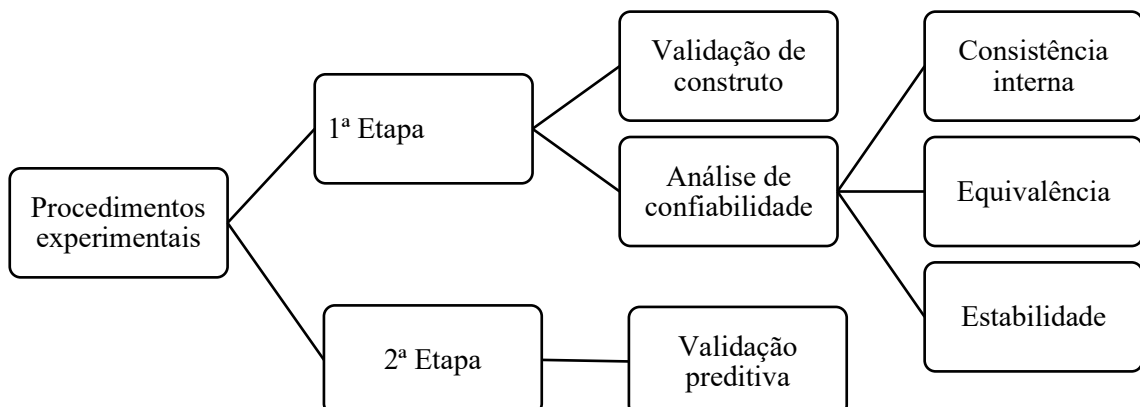 Procedimentos
experimentais
1ª Etapa
Validação de
construto
Análise de
confiabilidade
Consistência
interna
Equivalência
Estabilidade
2ª Etapa
Validação
preditiva